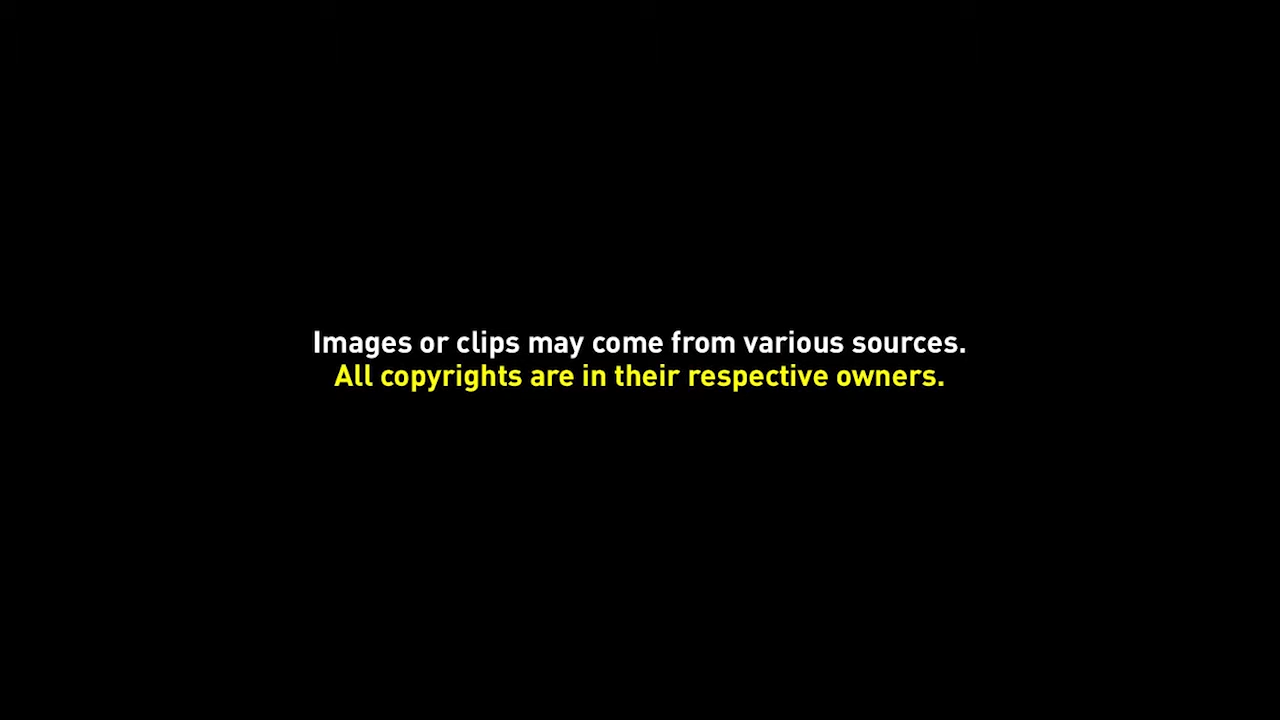 Images or clips may come from various sources.
All copyrights are in their respective owners.